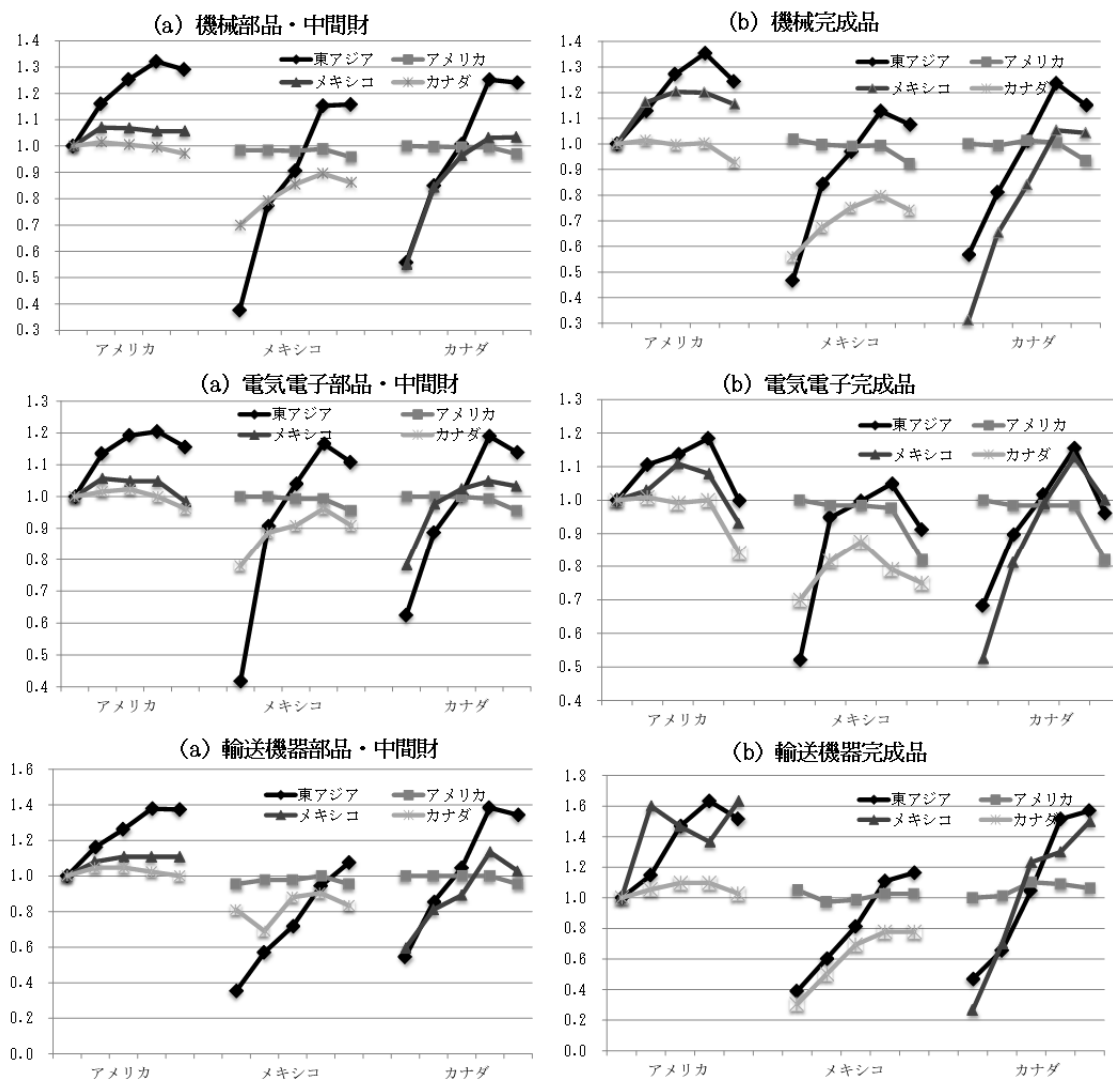 (a) 機械部品・中間財
1.4
1.3
1.2
1.1
1.0
0.9
0.8
0.7
0.6
0.5
0.4
0.3
東アジア
アメリカ
メキシコ
カナダ
アメリカ
メキシコ
カナダ
(b) 機械完成品
1.4
1.3
1.2
1.1
1.0
0.9
0.8
0.7
0.6
0.5
0.4
0.3
東アジア
アメリカ
メキシコ
カナダ
アメリカ
メキシコ
カナダ
(a) 電気電子部品・中間財
1.3
1.2
1.1
1.0
0.9
0.8
0.7
0.6
0.5
0.4
東アジア
アメリカ
メキシコ
カナダ
アメリカ
メキシコ
カナダ
(b) 電気電子完成品
1.3
1.2
1.1
1.0
0.9
0.8
0.7
0.6
0.5
0.4
東アジア
アメリカ
メキシコ
カナダ
アメリカ
メキシコ
カナダ
(a) 輸送機器部品・中間財
1.6
1.4
1.2
1.0
0.8
0.6
0.4
0.2
0.0
東アジア
アメリカ
メキシコ
カナダ
アメリカ
メキシコ
カナダ
(b) 輸送機器完成品
1.8
1.6
1.4
1.2
1.0
0.8
0.6
0.4
0.2
0.0
東アジア
アメリカ
メキシコ
カナダ
アメリカ
メキシコ
カナダ